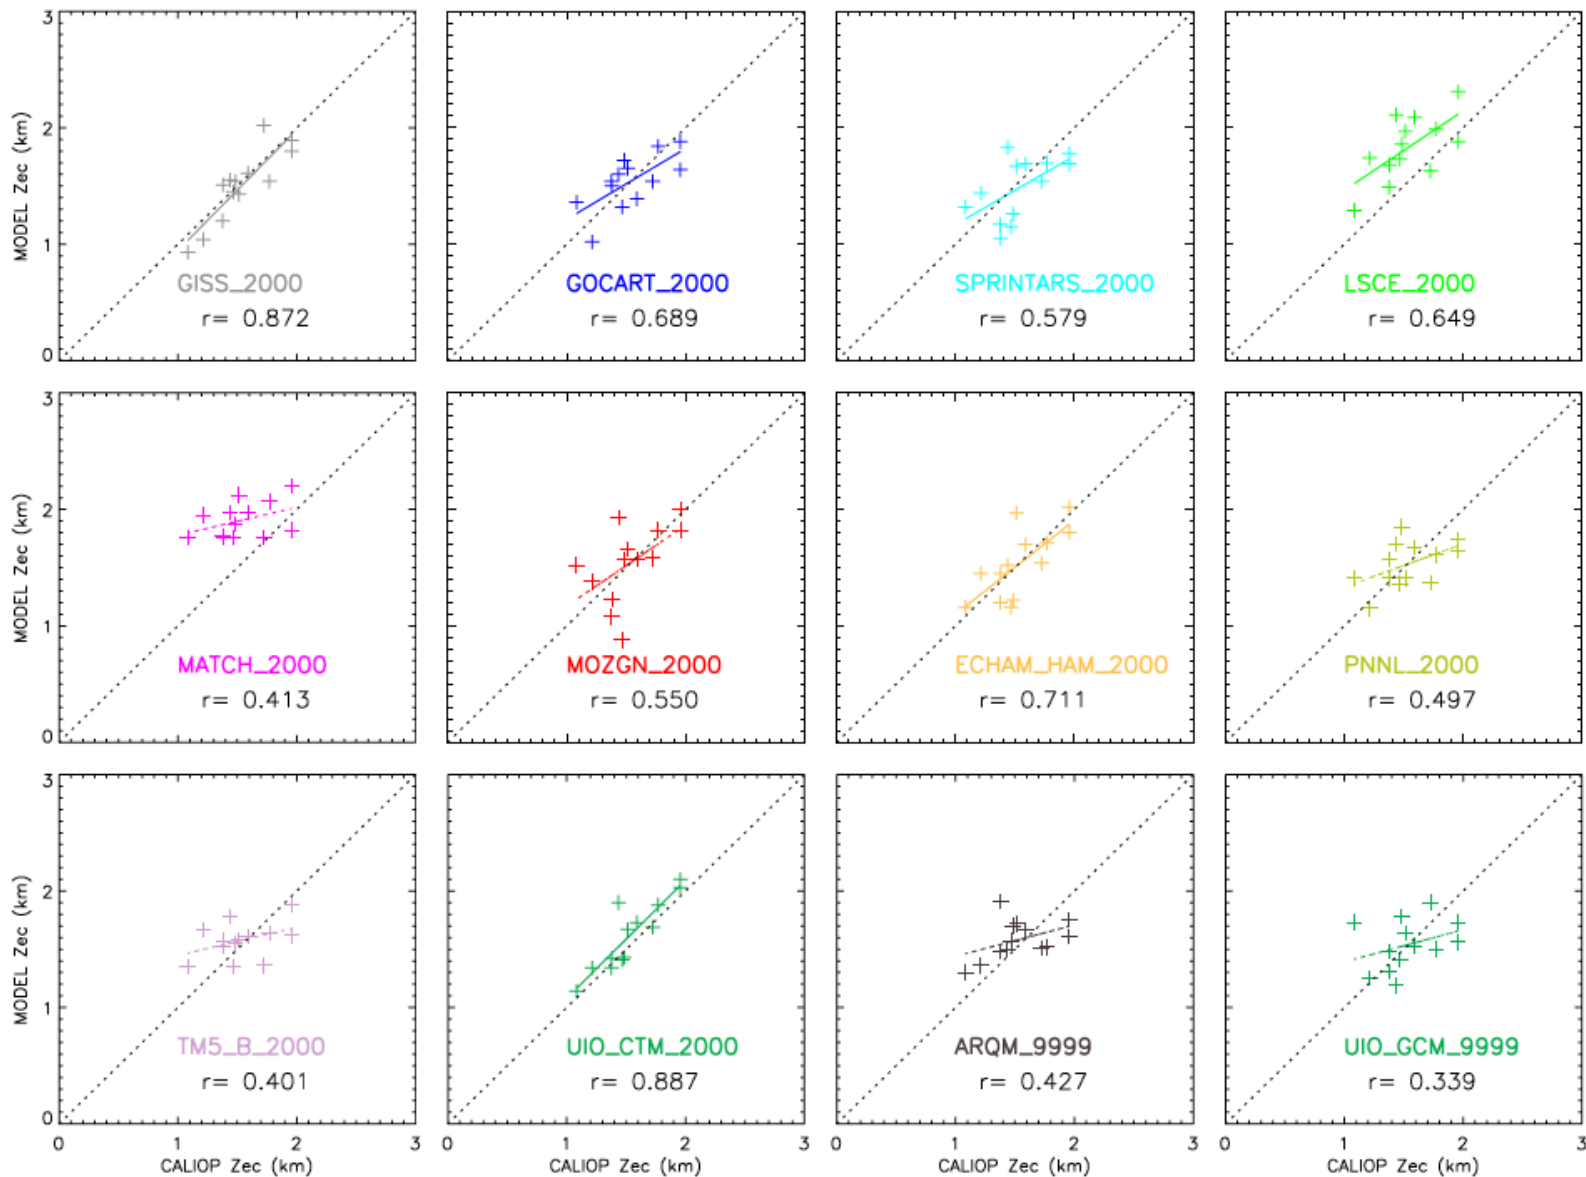 3
2
1
0
MODEL Zec (km)
GISS_2000
r= 0.872
GOCART_2000
r= 0.689
SPRINTARS_2000
r= 0.579
LSCE_2000
r= 0.649
3
2
1
0
MODEL Zec (km)
MATCH_2000
r= 0.413
MOZGN_2000
r= 0.550
ECHAM_HAM_2000
r= 0.711
PNNL_2000
r= 0.497
3
2
1
0
MODEL Zec (km)
TM5_B_2000
r= 0.401
UIO_CTM_2000
r= 0.887
ARQM_9999
r= 0.427
UIO_GCM_9999
r= 0.339
0 1 2 3
CALIOP Zec (km)
0 1 2 3
CALIOP Zec (km)
0 1 2 3
CALIOP Zec (km)
0 1 2 3
CALIOP Zec (km)